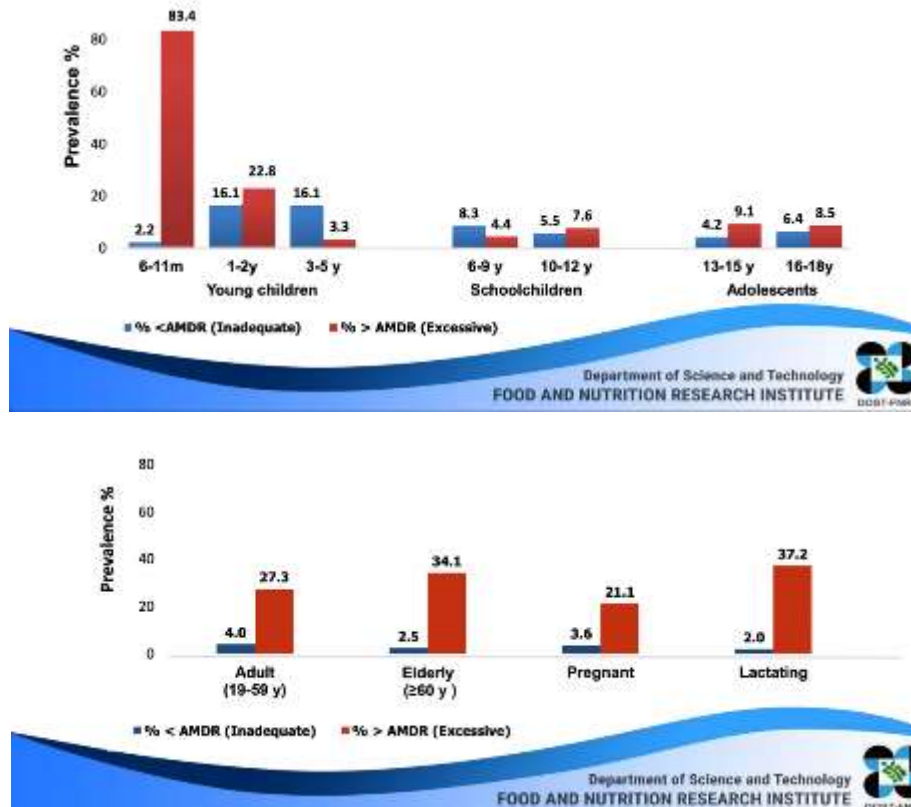 83.4
80
60
40
20
0
Prevalence %
2.2
16.1
22.8
16.1
3.3
8.3
4.4
5.5
7.6
4.2
9.1
6.4
8.5
6-11m
1-2y
3-5 y
6-9 y
10-12 y
13-15 y
16-18y
Young children
Schoolchildren
Adolescents
% <AMDR (Inadequate)
% > AMDR (Excessive)
Department of Science and Technology
FOOD AND NUTRITION RESEARCH INSTITUTE
80
60
40
20
0
Prevalence %
4.0
27.3
2.5
34.1
3.6
21.1
2.0
37.2
Adult
(19-59 y)
Elderly
(≥60 y )
Pregnant
Lactating
% < AMDR (Inadequate)
% > AMDR (Excessive)
Department of Science and Technology
FOOD AND NUTRITION RESEARCH INSTITUTE